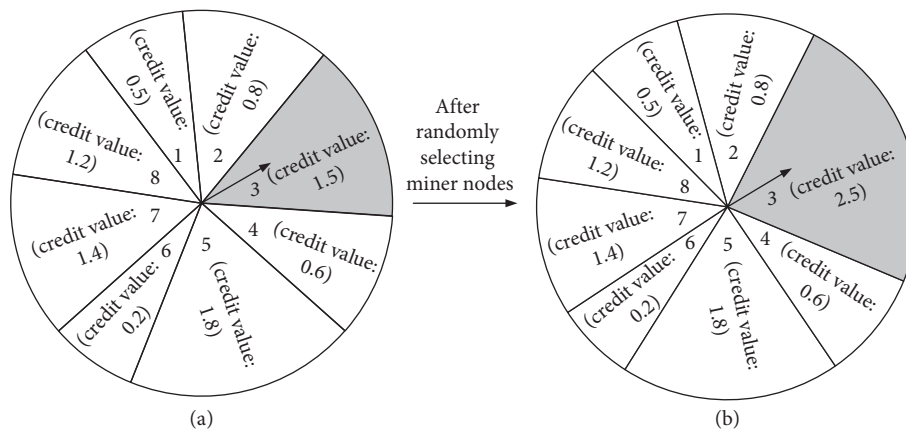 (credit value:
0.5)
1
(credit value:
0.8)
2
3
(credit value:
1.5)
4
(credit value:
0.6)
5
(credit value:
1.8)
6
(credit value:
0.2)
7
(credit value:
1.4)
8
(credit value:
1.2)
(a)
After
randomly
selecting
miner nodes
(credit value:
0.5)
1
(credit value:
0.8)
2
3
(credit value:
2.5)
4
(credit value:
0.6)
5
(credit value:
1.8)
6
(credit value:
0.2)
7
(credit value:
1.4)
8
(credit value:
1.2)
(b)